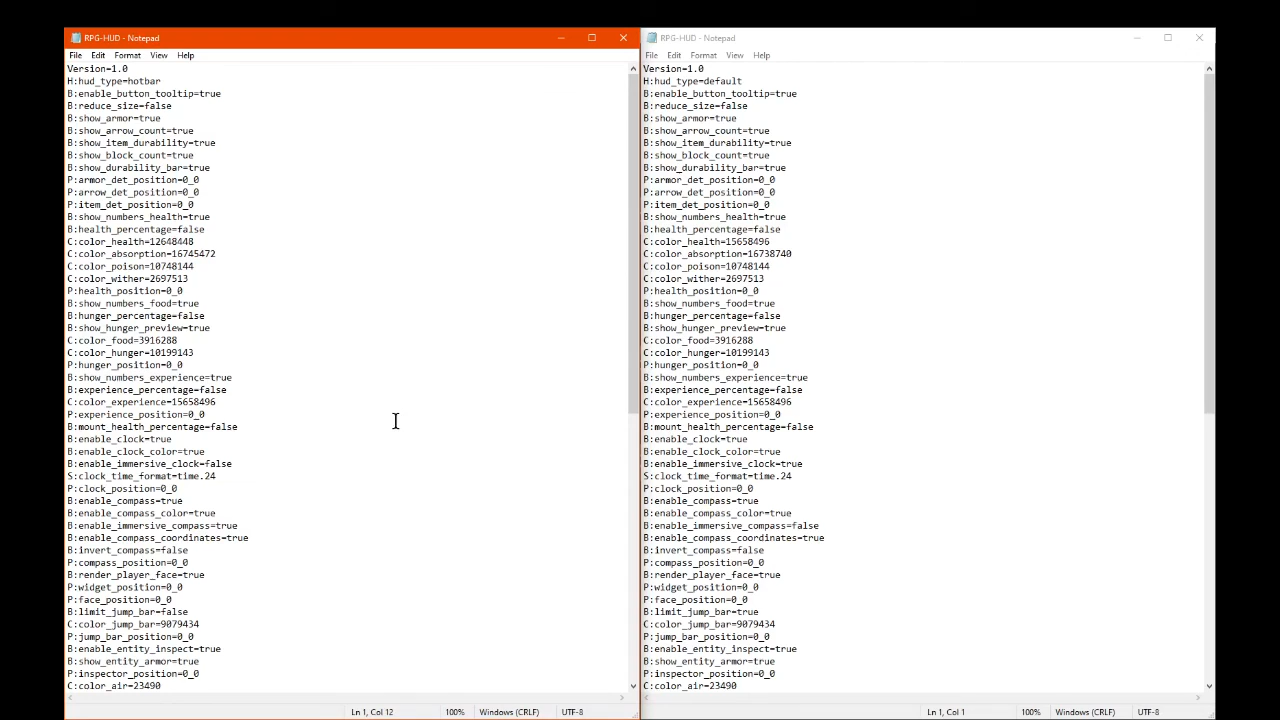 RPG-HUD - Notepad
File Edit Format View Help
Version=1.0
H:hud_type=hotbar
B:enable_button_tooltip=true
B:reduce_size=false
B:show_armor=true
B:show_arrow_count=true
B:show_item_durability=true
B:show_block_count=true
B:show_durability_bar=true
P:armor_det_position=0_0
P:arrow_det_position=0_0
P:item_det_position=0_0
B:show_numbers_health=true
B:health_percentage=false
C:color_health=12648448
C:color_absorption=16745472
C:color_poison=10748144
C:color_wither=2697513
P:health_position=0_0
B:show_numbers_food=true
B:hunger_percentage=false
B:show_hunger_preview=true
C:color_food=3916288
C:color_hunger=10199143
P:hunger_position=0_0
B:show_numbers_experience=true
B:experience_percentage=false
C:color_experience=15658496
P:experience_position=0_0
B:mount_health_percentage=false
B:enable_clock=true
B:enable_clock_color=true
B:enable_immersive_clock=false
S:clock_time_format=time.24
P:clock_position=0_0
B:enable_compass=true
B:enable_compass_color=true
B:enable_immersive_compass=true
B:enable_compass_coordinates=true
B:invert_compass=false
P:compass_position=0_0
B:render_player_face=true
P:widget_position=0_0
P:face_position=0_0
B:limit_jump_bar=false
C:color_jump_bar=9079434
P:jump_bar_position=0_0
B:enable_entity_inspect=true
B:show_entity_armor=true
P:inspector_position=0_0
C:color_air=23490
Ln 1, Col 12 100% Windows (CRLF) UTF-8
RPG-HUD - Notepad
File Edit Format View Help
Version=1.0
H:hud_type=default
B:enable_button_tooltip=true
B:reduce_size=false
B:show_armor=true
B:show_arrow_count=true
B:show_item_durability=true
B:show_block_count=true
B:show_durability_bar=true
P:armor_det_position=0_0
P:arrow_det_position=0_0
P:item_det_position=0_0
B:show_numbers_health=true
B:health_percentage=false
C:color_health=15658496
C:color_absorption=16738740
C:color_poison=10748144
C:color_wither=2697513
P:health_position=0_0
B:show_numbers_food=true
B:hunger_percentage=false
B:show_hunger_preview=true
C:color_food=3916288
C:color_hunger=10199143
P:hunger_position=0_0
B:show_numbers_experience=true
B:experience_percentage=false
C:color_experience=15658496
P:experience_position=0_0
B:mount_health_percentage=false
B:enable_clock=true
B:enable_clock_color=true
B:enable_immersive_clock=true
S:clock_time_format=time.24
P:clock_position=0_0
B:enable_compass=true
B:enable_compass_color=true
B:enable_immersive_compass=false
B:enable_compass_coordinates=true
B:invert_compass=false
P:compass_position=0_0
B:render_player_face=true
P:widget_position=0_0
P:face_position=0_0
B:limit_jump_bar=true
C:color_jump_bar=9079434
P:jump_bar_position=0_0
B:enable_entity_inspect=true
B:show_entity_armor=true
P:inspector_position=0_0
C:color_air=23490
Ln 1, Col 1 100% Windows (CRLF) UTF-8